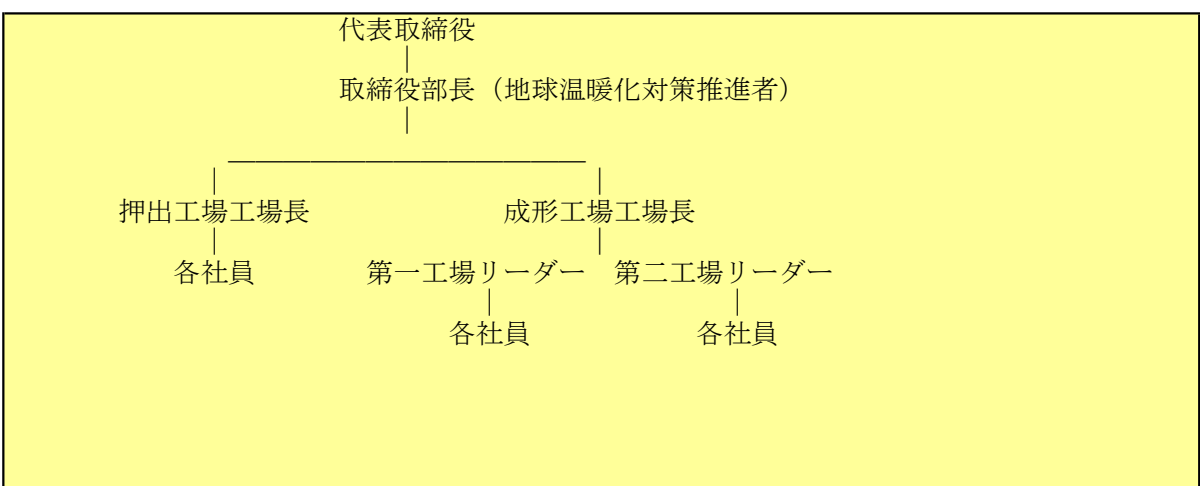 代表取締役
取締役部長（地球温暖化対策推進者）
押出工場工場長 成形工場工場長
各社員 第一工場リーダー 第二工場リーダー
各社員 各社員